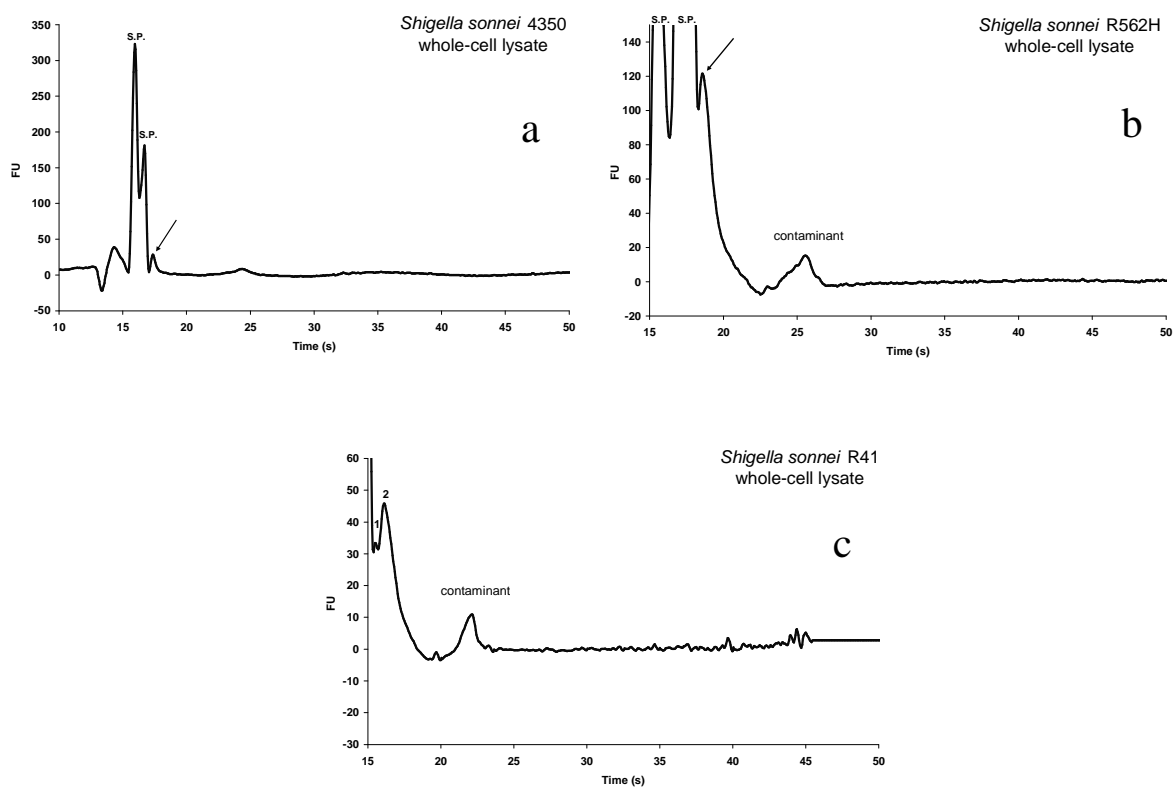 Shigella sonnei 4350
whole-cell lysate
a
350
300
250
200
150
100
50
0
-50
FU
S.P.
S.P.
10 15 20 25 30 35 40 45 50
Time (s)
Shigella sonnei R562H
whole-cell lysate
b
140
120
100
80
60
40
20
0
-20
FU
S.P. S.P.
contaminant
15 20 25 30 35 40 45 50
Time (s)
Shigella sonnei R41
whole-cell lysate
c
60
50
40
30
20
10
0
-10
-20
-30
FU
2
1
contaminant
15 20 25 30 35 40 45 50
Time (s)